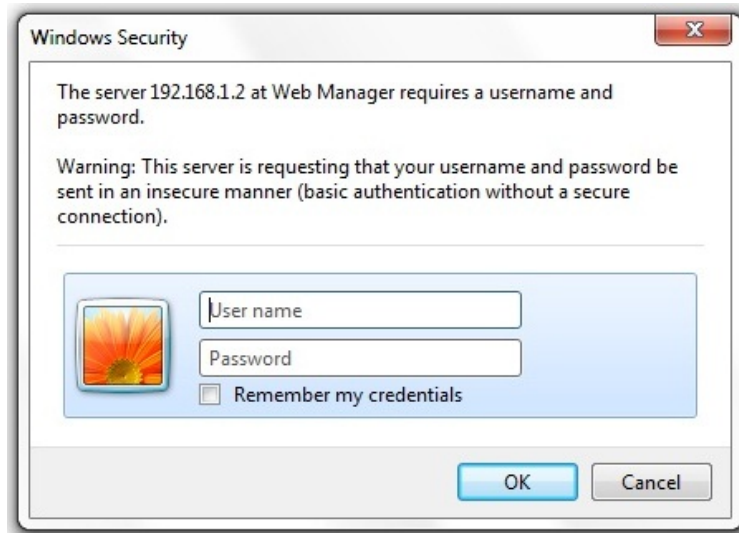 Windows Security
The server 192.168.1.2 at Web Manager requires a username and
password.
Warning: This server is requesting that your username and password be
sent in an insecure manner (basic authentication without a secure
connection).
User name
Password
Remember my credentials
OK
Cancel